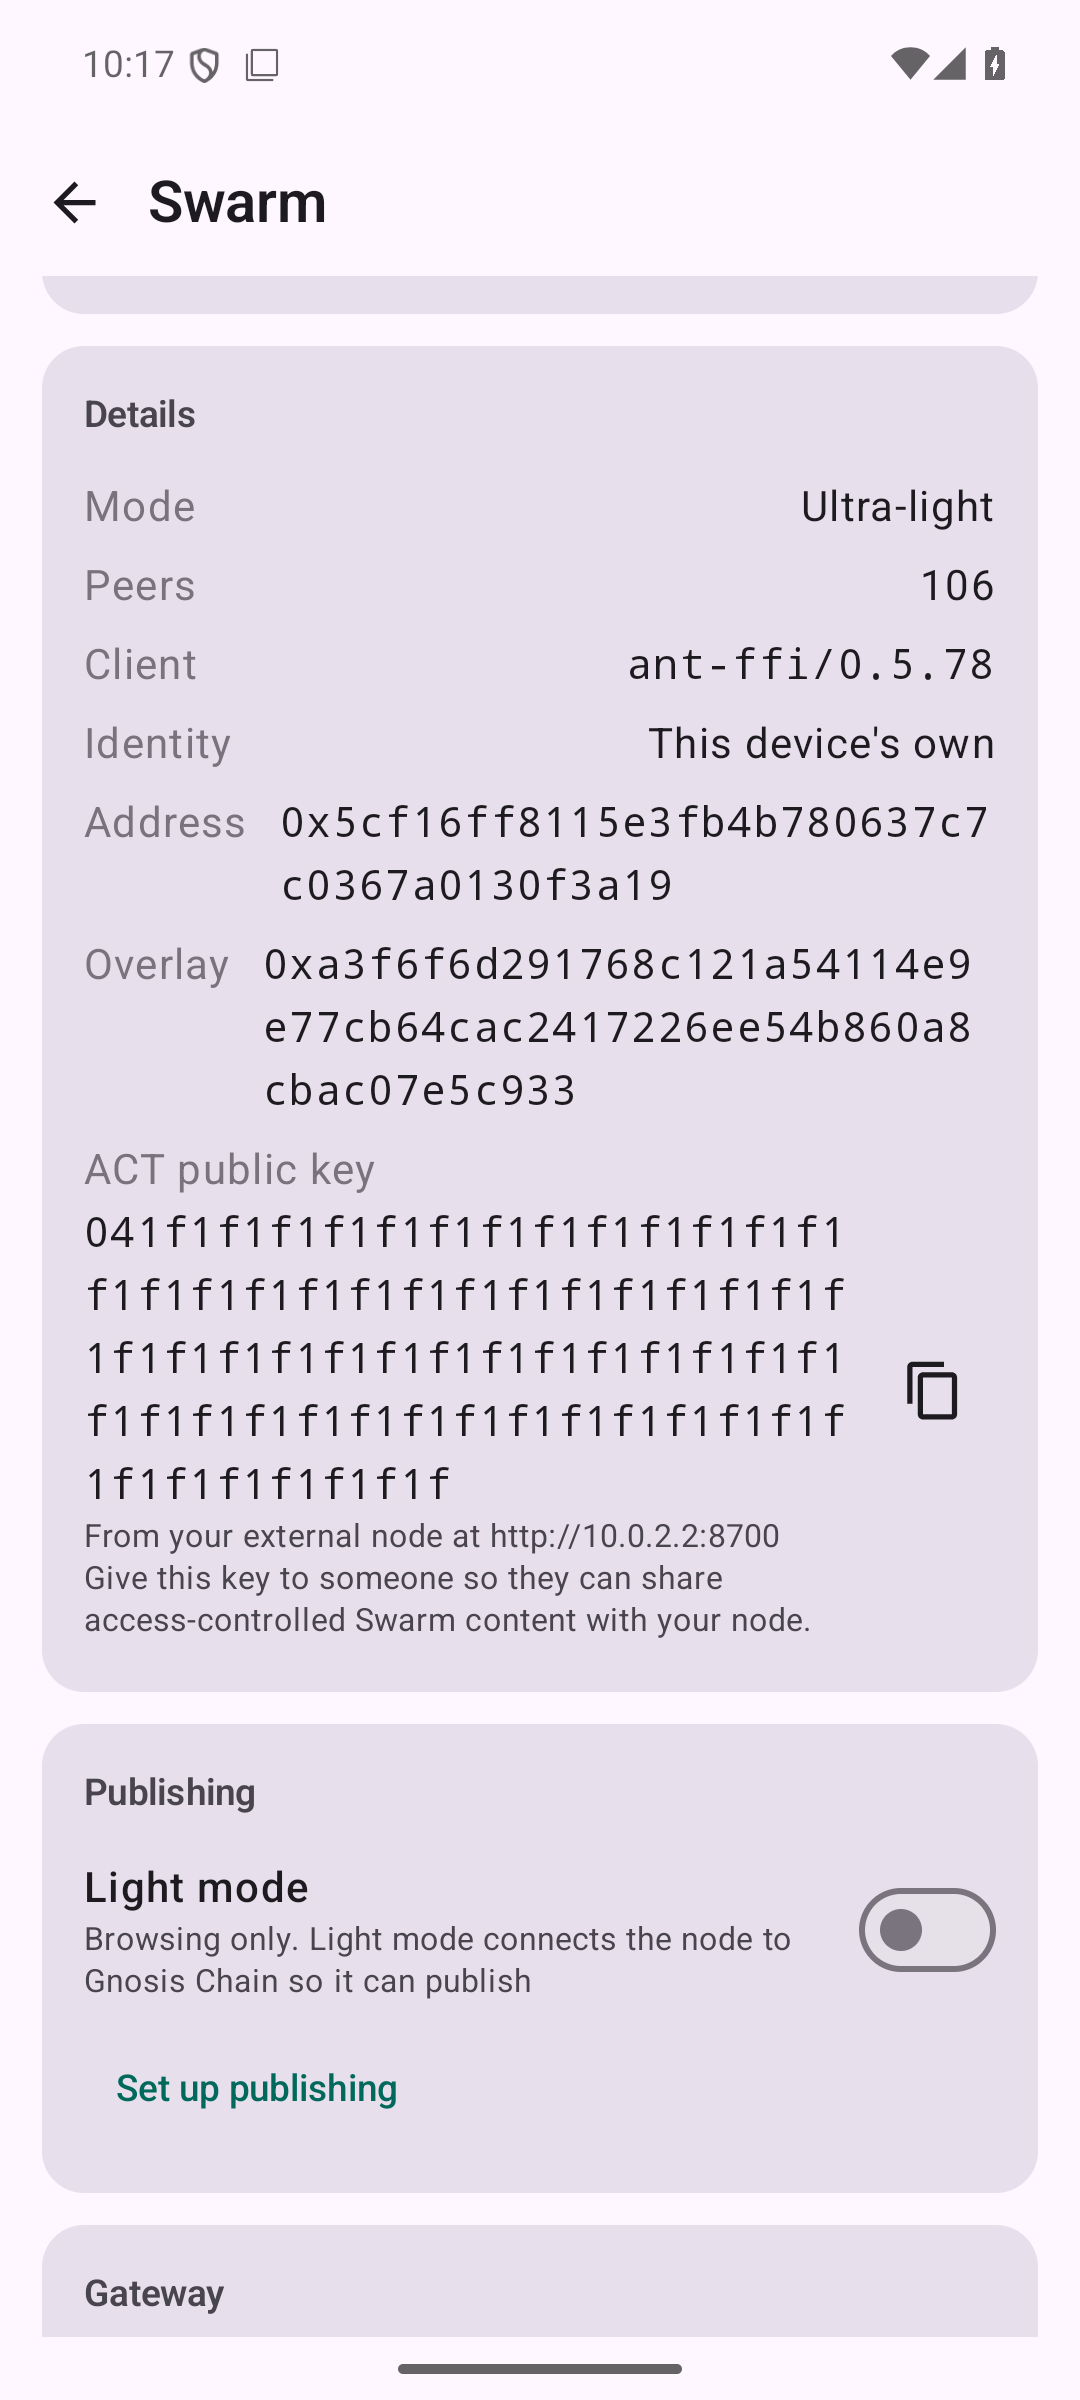 10:17
Swarm
Details
Mode Ultra-light
Peers 106
Client ant-ffi/0.5.78
Identity This device's own
Address 0x5cf16ff8115e3fb4b780637c7
c0367a0130f3a19
Overlay 0xa3f6f6d291768c121a54114e9
e77cb64cac2417226ee54b860a8
cbac07e5c933
ACT public key
041f1f1f1f1f1f1f1f1f1f1f1f1f1
f1f1f1f1f1f1f1f1f1f1f1f1f1f1f
1f1f1f1f1f1f1f1f1f1f1f1f1f1f1
f1f1f1f1f1f1f1f1f1f1f1f1f1f1f
1f1f1f1f1f1f1f
From your external node at http://10.0.2.2:8700
Give this key to someone so they can share
access-controlled Swarm content with your node.
Publishing
Light mode
Browsing only. Light mode connects the node to
Gnosis Chain so it can publish
Set up publishing
Gateway